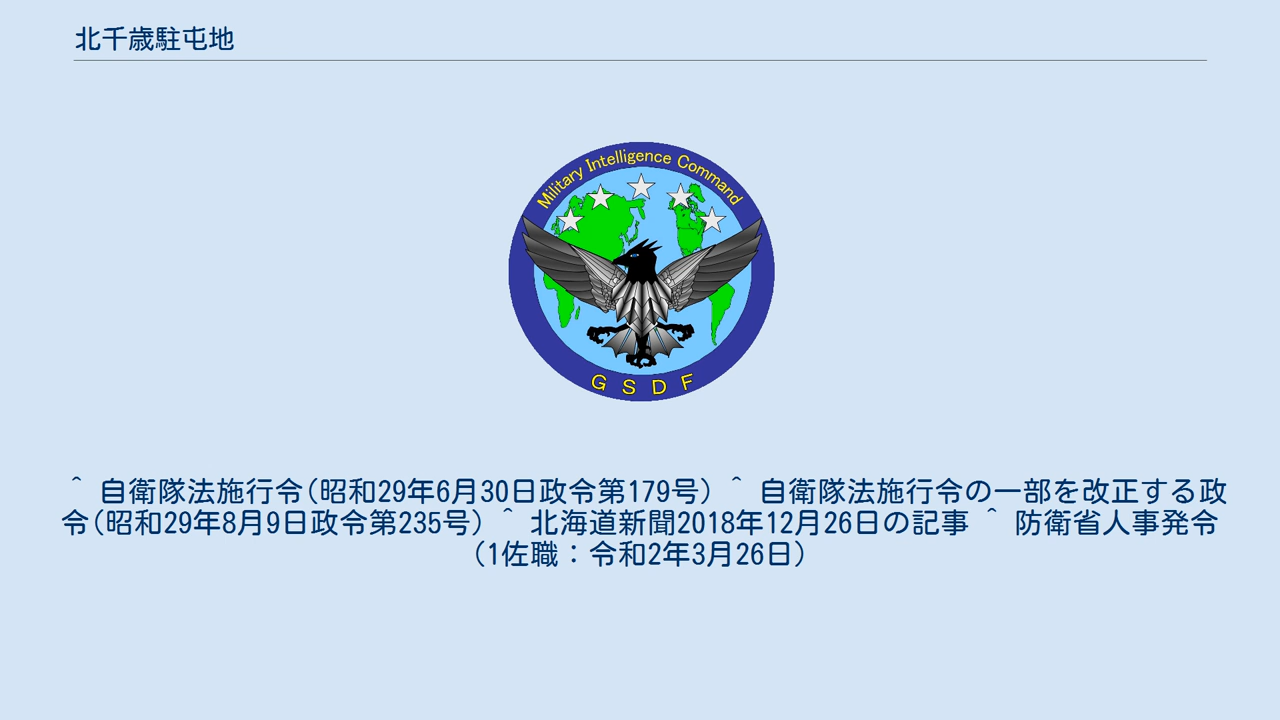 北千歳駐屯地
Military Intelligence Command
GSDF
^ 自衛隊法施行令(昭和29年6月30日政令第179号) ^ 自衛隊法施行令の一部を改正する政
令(昭和29年8月9日政令第235号) ^ 北海道新聞2018年12月26日の記事 ^ 防衛省人事発令
(1佐職：令和2年3月26日)